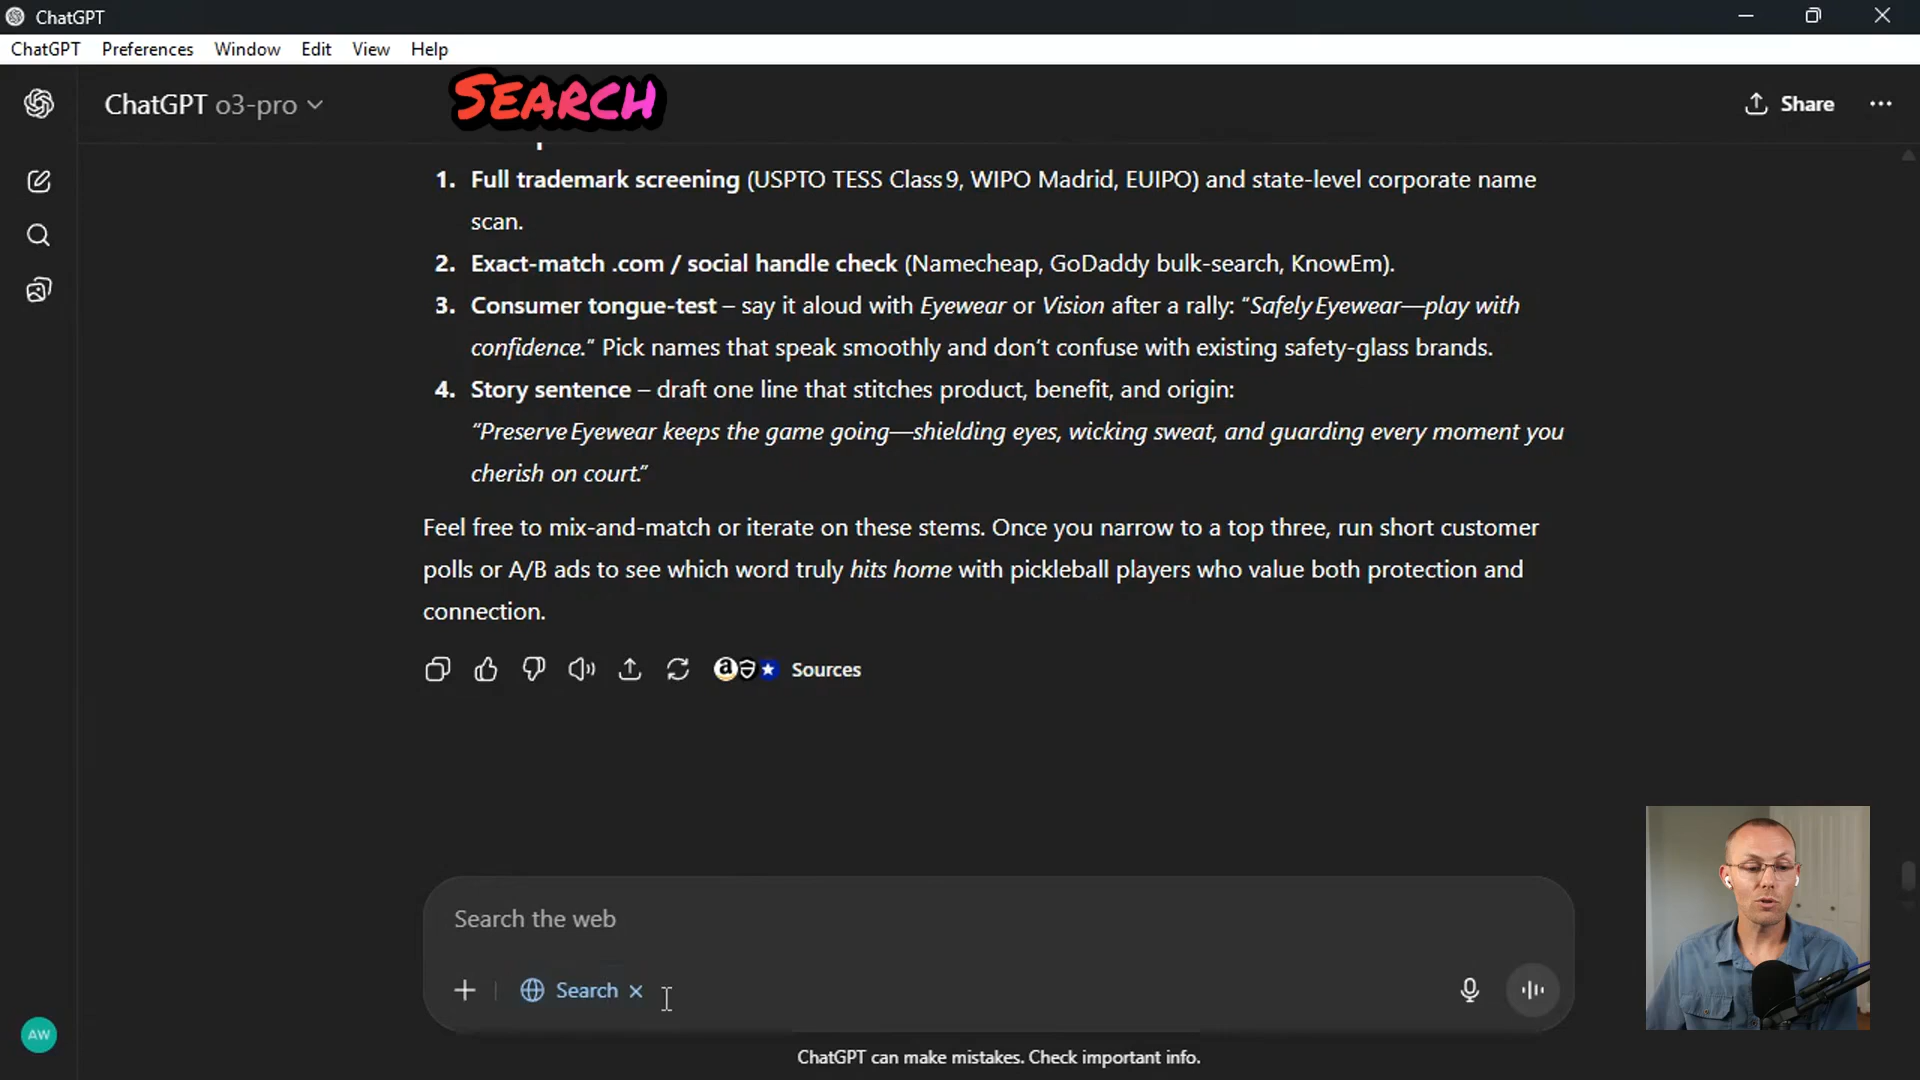 ChatGPT
ChatGPT Preferences Window Edit View Help
ChatGPT o3-pro
SEARCH
Share
1. Full trademark screening (USPTO TESS Class 9, WIPO Madrid, EUIPO) and state-level corporate name
scan.
2. Exact-match .com / social handle check (Namecheap, GoDaddy bulk-search, KnowEm).
3. Consumer tongue-test – say it aloud with Eyewear or Vision after a rally: “Safely Eyewear—play with
confidence.” Pick names that speak smoothly and don’t confuse with existing safety-glass brands.
4. Story sentence – draft one line that stitches product, benefit, and origin:
“Preserve Eyewear keeps the game going—shielding eyes, wicking sweat, and guarding every moment you
cherish on court.”
Feel free to mix-and-match or iterate on these stems. Once you narrow to a top three, run short customer
polls or A/B ads to see which word truly hits home with pickleball players who value both protection and
connection.
a Sources
Search the web
Search
AW
ChatGPT can make mistakes. Check important info.